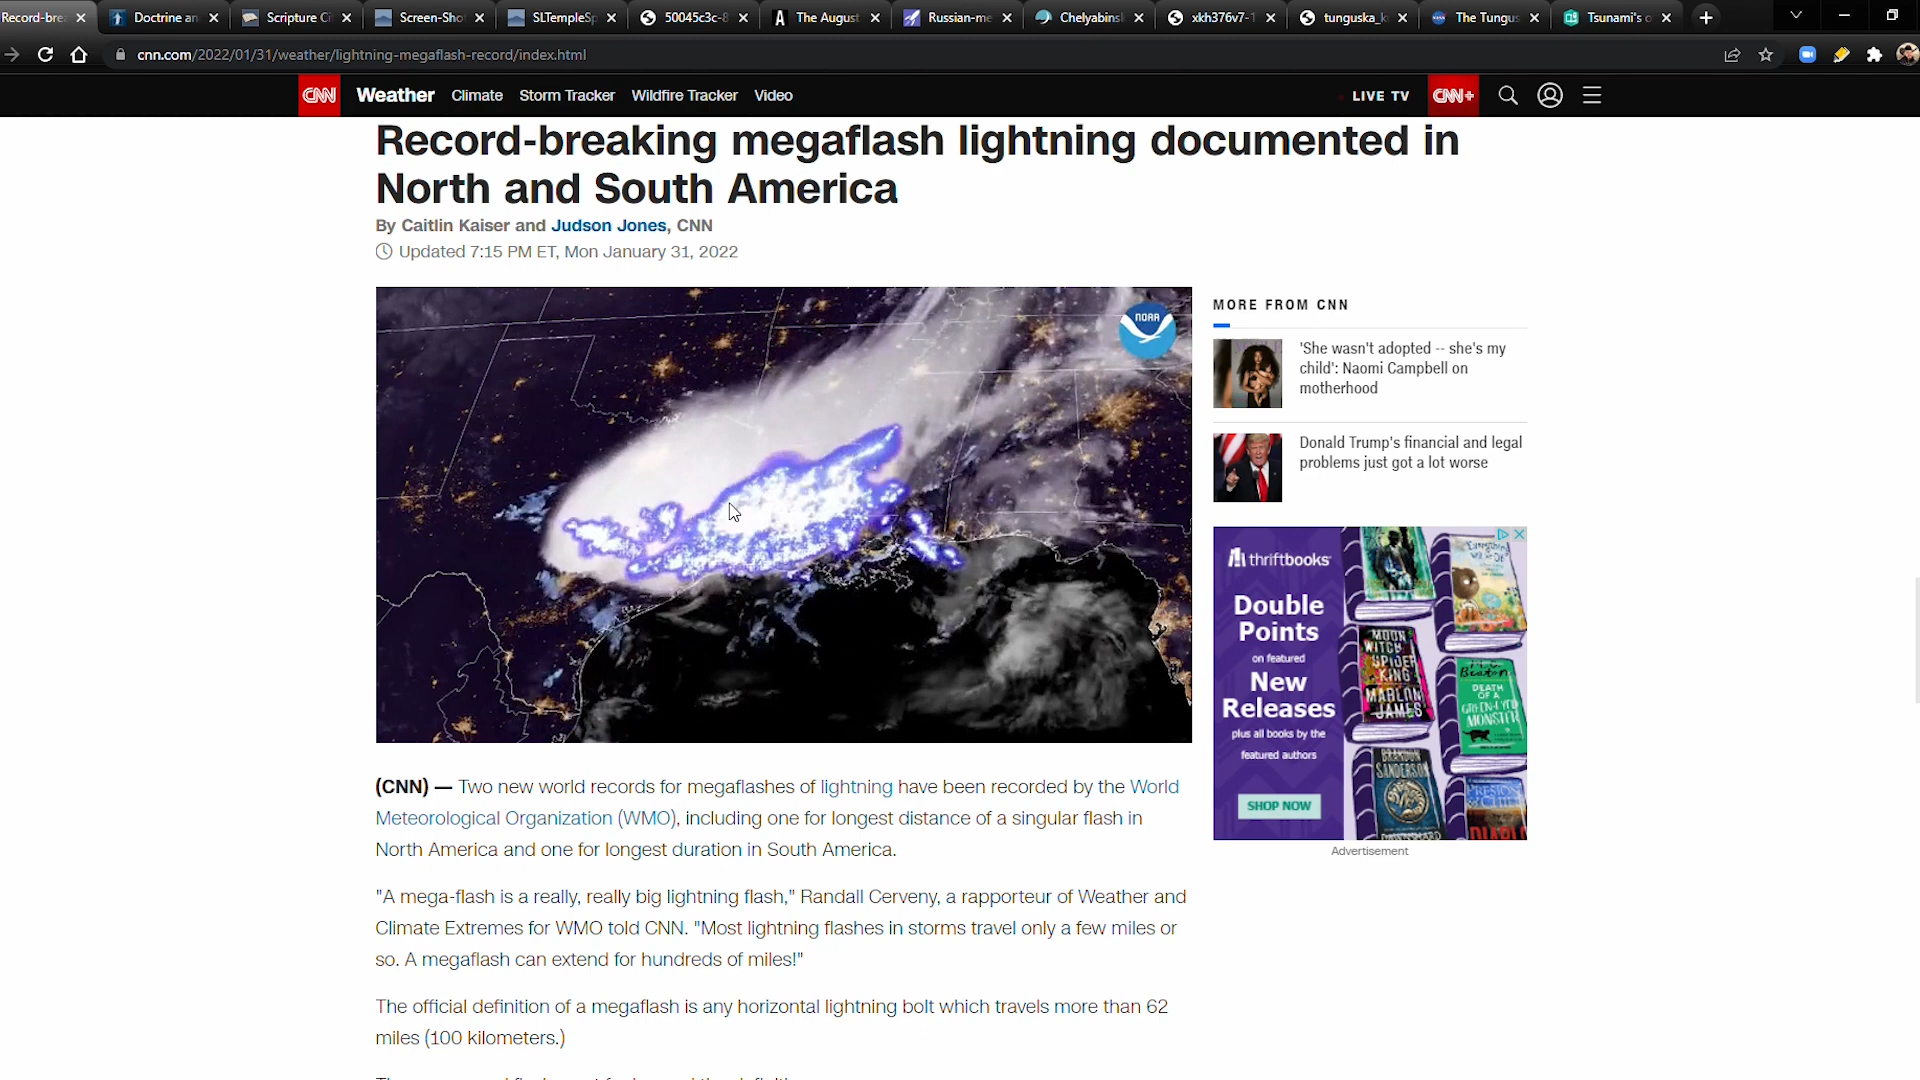 Record-brea
Doctrine an
Scripture Ci
Screen-Sho
SLTempleSp
50045c3c-8
The August
Russian-me
Chelyabinsk
xkh376v7-1
tunguska_k
The Tungus
Tsunami's o
cnn.com/2022/01/31/weather/lightning-megaflash-record/index.html
CNN Weather Climate Storm Tracker Wildfire Tracker Video LIVE TV CNN+
Record-breaking megaflash lightning documented in
North and South America
By Caitlin Kaiser and Judson Jones, CNN
Updated 7:15 PM ET, Mon January 31, 2022
NOAA
MORE FROM CNN
'She wasn't adopted -- she's my
child': Naomi Campbell on
motherhood
Donald Trump's financial and legal
problems just got a lot worse
thriftbooks
Double
Points
on featured
New
Releases
plus all books by the
featured authors
SHOP NOW
MOON
WITCH
SPIDER
KING
MARLON
JAMES
M.C.
Beaton
DEATH
OF A
GREEN-EYED
MONSTER
BRANDON
SANDERSON
PRESTON
Advertisement
(CNN) — Two new world records for megaflashes of lightning have been recorded by the World
Meteorological Organization (WMO), including one for longest distance of a singular flash in
North America and one for longest duration in South America.
"A mega-flash is a really, really big lightning flash," Randall Cerveny, a rapporteur of Weather and
Climate Extremes for WMO told CNN. "Most lightning flashes in storms travel only a few miles or
so. A megaflash can extend for hundreds of miles!"
The official definition of a megaflash is any horizontal lightning bolt which travels more than 62
miles (100 kilometers.)